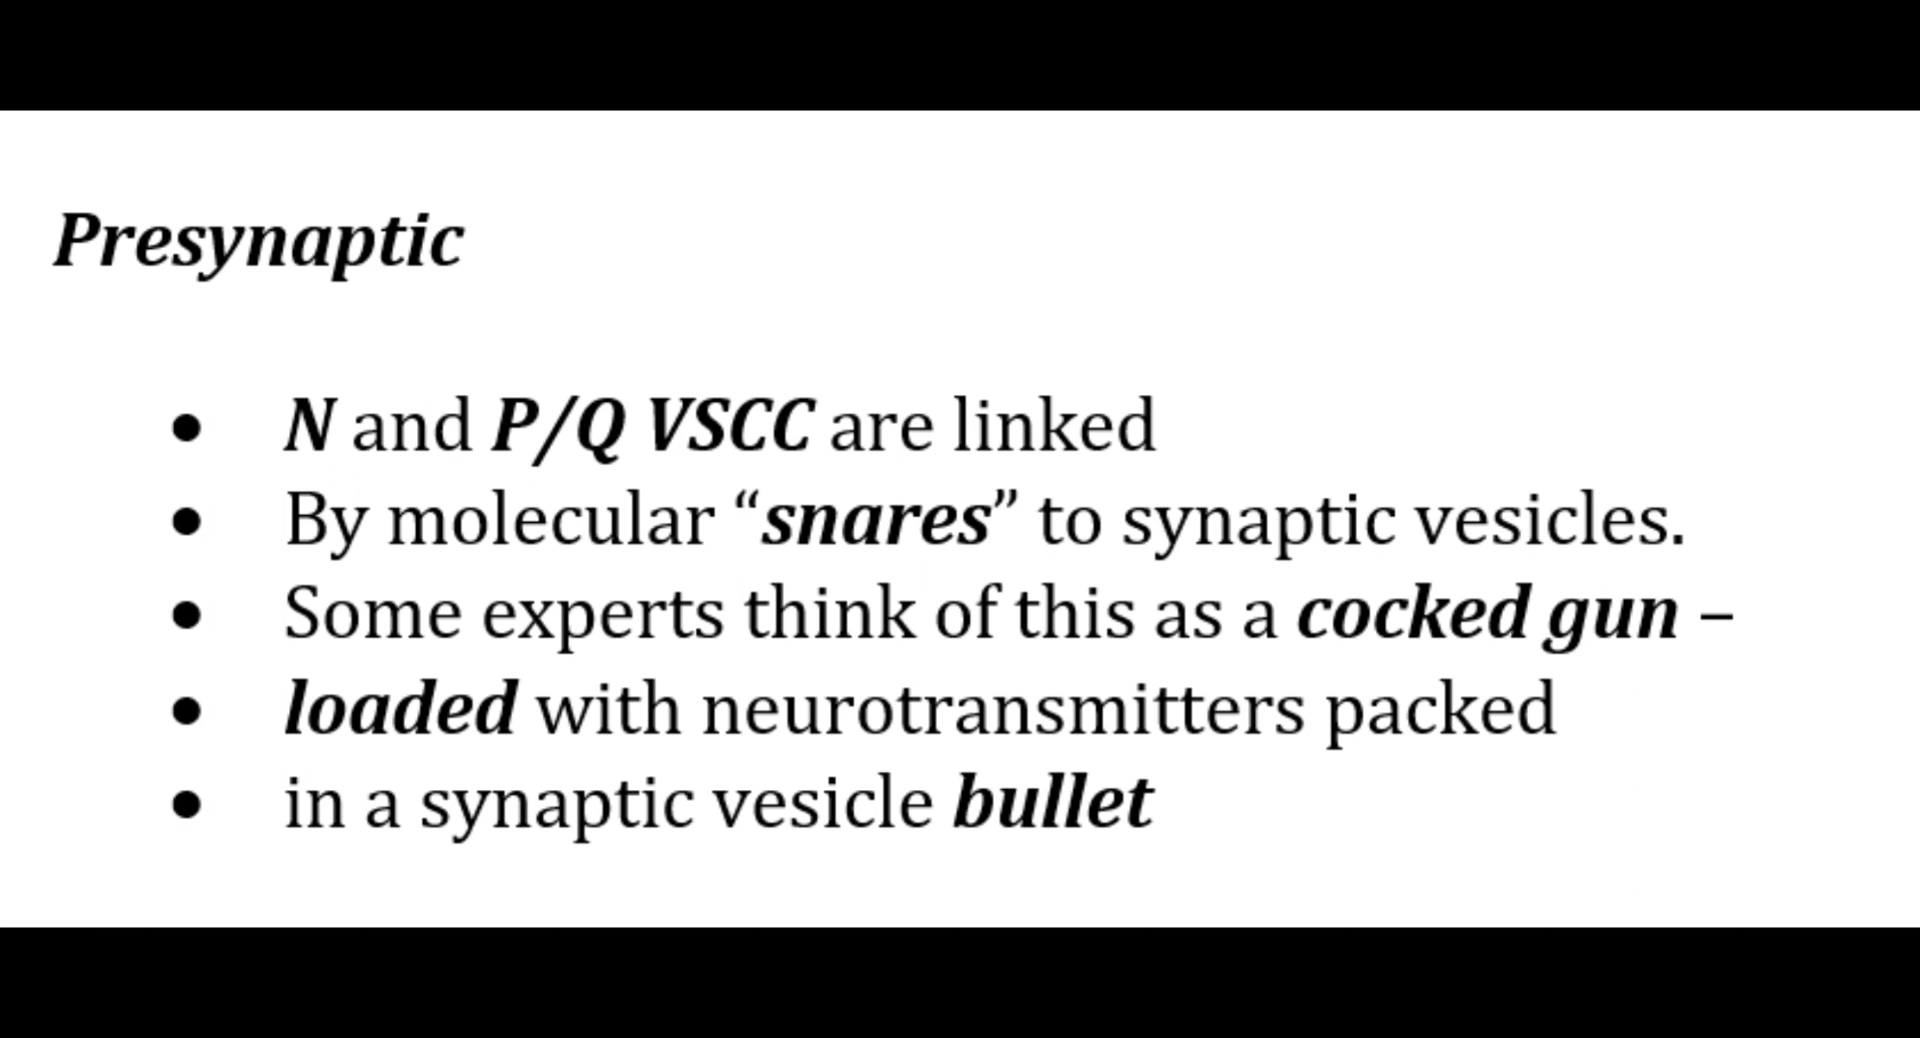 Presynaptic
• N and P/Q VSCC are linked
• By molecular “snares” to synaptic vesicles.
• Some experts think of this as a cocked gun –
• loaded with neurotransmitters packed
• in a synaptic vesicle bullet